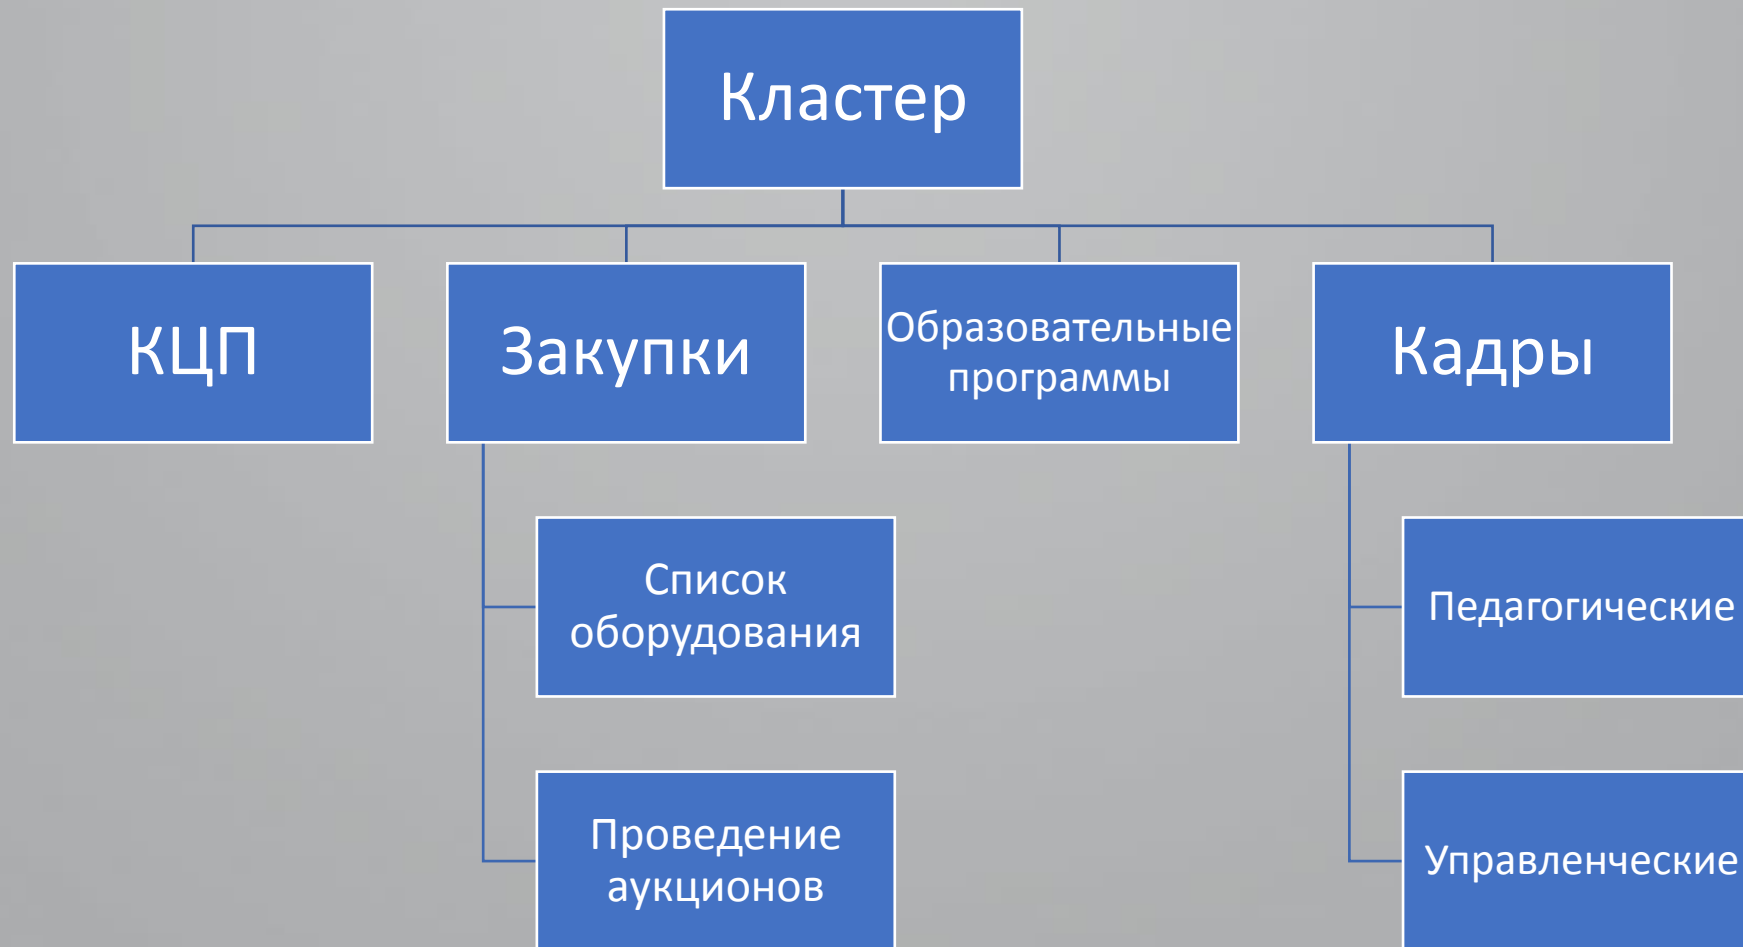 Кластер
КЦП
Закупки
Образовательные
программы
Кадры
Список
оборудования
Педагогические
Проведение
аукционов
Управленческие